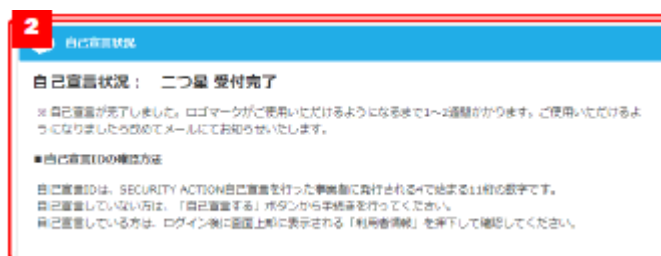 2
自己宣言状況
自己宣言状況： 二つ星 受付完了
※ 自己宣言が完了しました。ロゴマークがご使用いただけるようになるまで1～2週間かかります。ご使用いただけるよ
うになりましたら改めてメールにてお知らせいたします。
■自己宣言IDの確認方法
自己宣言IDは、SECURITY ACTION自己宣言を行った事業者に発行される4で始まる11桁の数字です。
自己宣言していない方は、「自己宣言する」ボタンから手続きを行ってください。
自己宣言している方は、ログイン後に画面上部に表示される「利用者情報」を押下して確認してください。